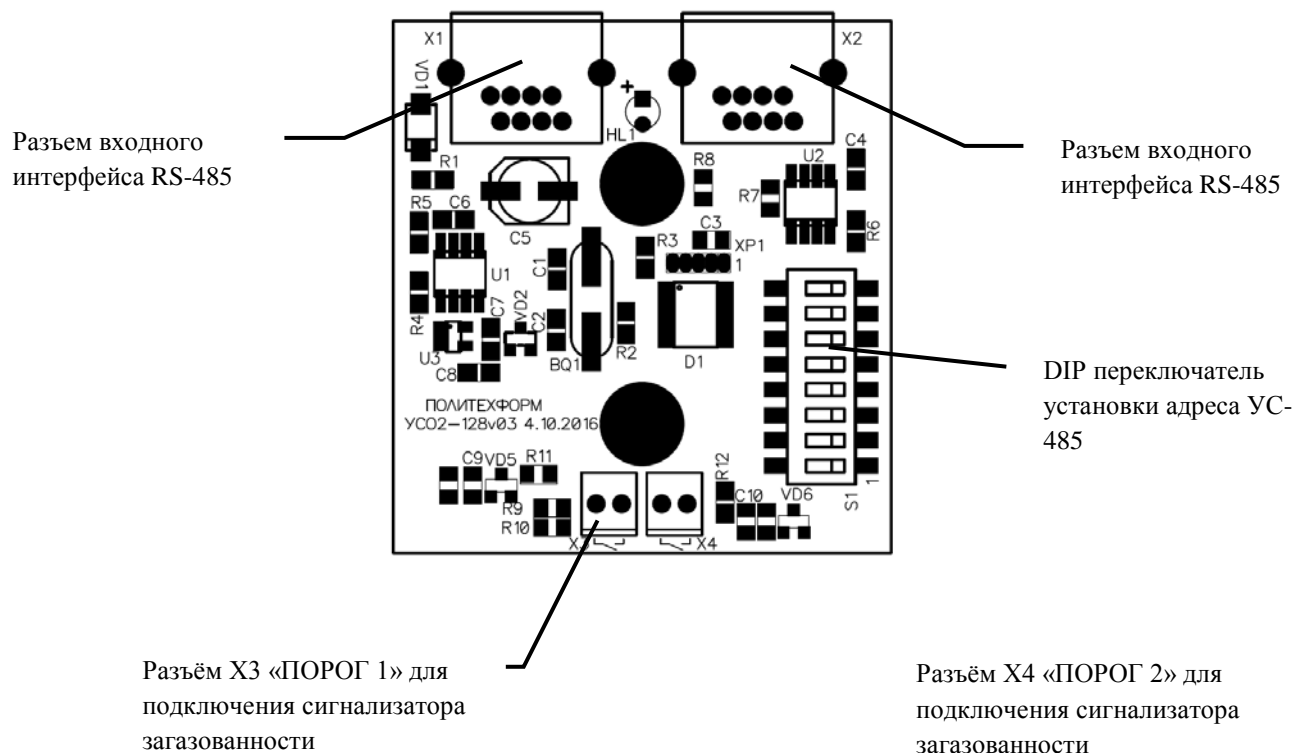 X1
X2
VD1
+
HL1
Разъем входного
интерфейса RS-485
Разъем входного
интерфейса RS-485
R1
R8
U2
C4
R5
C6
R7
R6
C5
C3
R3
XP1
1
U1
C1
R4
C7
VD2
C2
R2
U3
C8
BQ1
D1
DIP переключатель
установки адреса УС-
485
ПОЛИТЕХФОРМ
УСО2-128v03 4.10.2016
C9
VD5
R11
R12
R9
R10
C10
VD6
S1
1
X3
X4
Разъём X3 «ПОРОГ 1» для
подключения сигнализатора
загазованности
Разъём X4 «ПОРОГ 2» для
подключения сигнализатора
загазованности